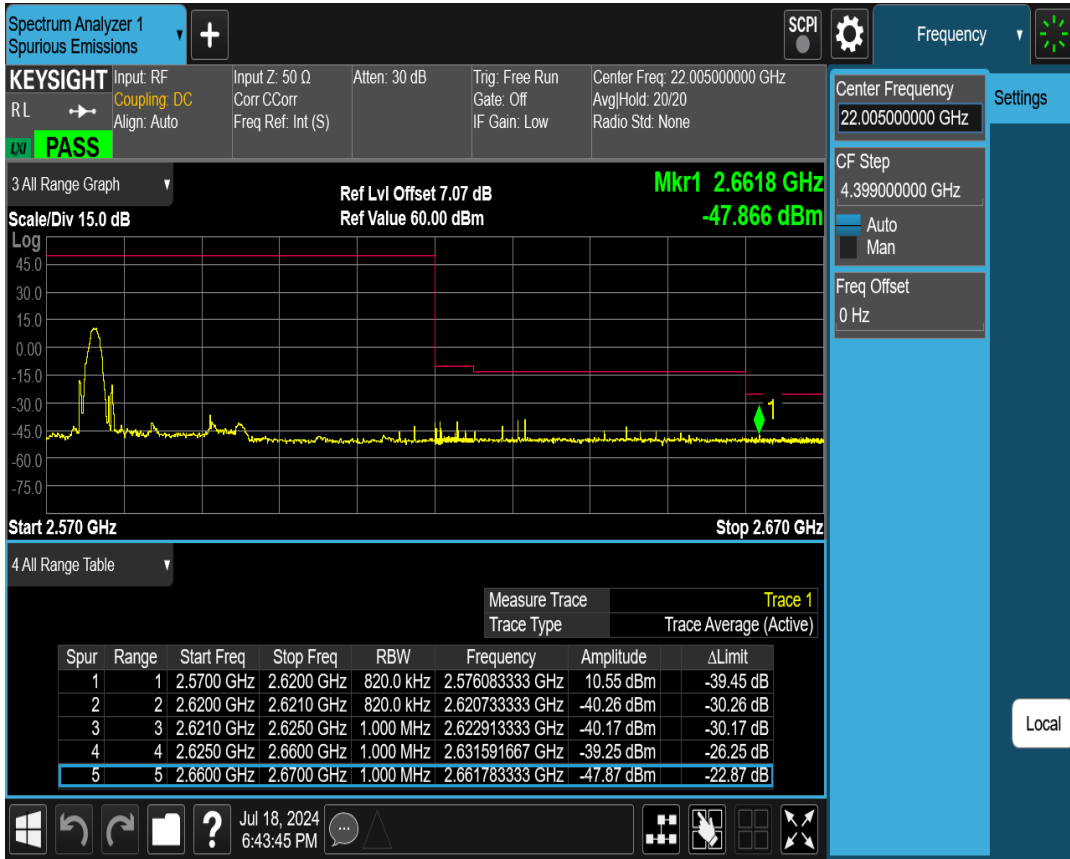 Spectrum Analyzer 1
Spurious Emissions
SCPI
Frequency
KEYSIGHT
RL
LXI
PASS
Input: RF
Coupling: DC
Align: Auto
Input Z: 50 Ω
Corr CCorr
Freq Ref: Int (S)
Atten: 30 dB
Trig: Free Run
Gate: Off
IF Gain: Low
Center Freq: 22.005000000 GHz
Avg|Hold: 20/20
Radio Std: None
Center Frequency
22.005000000 GHz
Settings
CF Step
4.399000000 GHz
Auto
Man
Freq Offset
0 Hz
Local
3 All Range Graph
Scale/Div 15.0 dB
Ref Lvl Offset 7.07 dB
Ref Value 60.00 dBm
Mkr1 2.6618 GHz
-47.866 dBm
Log
45.0
30.0
15.0
0.00
-15.0
-30.0
-45.0
-60.0
-75.0
1
Start 2.570 GHz Stop 2.670 GHz
4 All Range Table
Measure Trace Trace 1
Trace Type Trace Average (Active)
Spur Range Start Freq Stop Freq RBW Frequency Amplitude ΔLimit
1 1 2.5700 GHz 2.6200 GHz 820.0 kHz 2.576083333 GHz 10.55 dBm -39.45 dB
2 2 2.6200 GHz 2.6210 GHz 820.0 kHz 2.620733333 GHz -40.26 dBm -30.26 dB
3 3 2.6210 GHz 2.6250 GHz 1.000 MHz 2.622913333 GHz -40.17 dBm -30.17 dB
4 4 2.6250 GHz 2.6600 GHz 1.000 MHz 2.631591667 GHz -39.25 dBm -26.25 dB
5 5 2.6600 GHz 2.6700 GHz 1.000 MHz 2.661783333 GHz -47.87 dBm -22.87 dB
?
Jul 18, 2024
6:43:45 PM